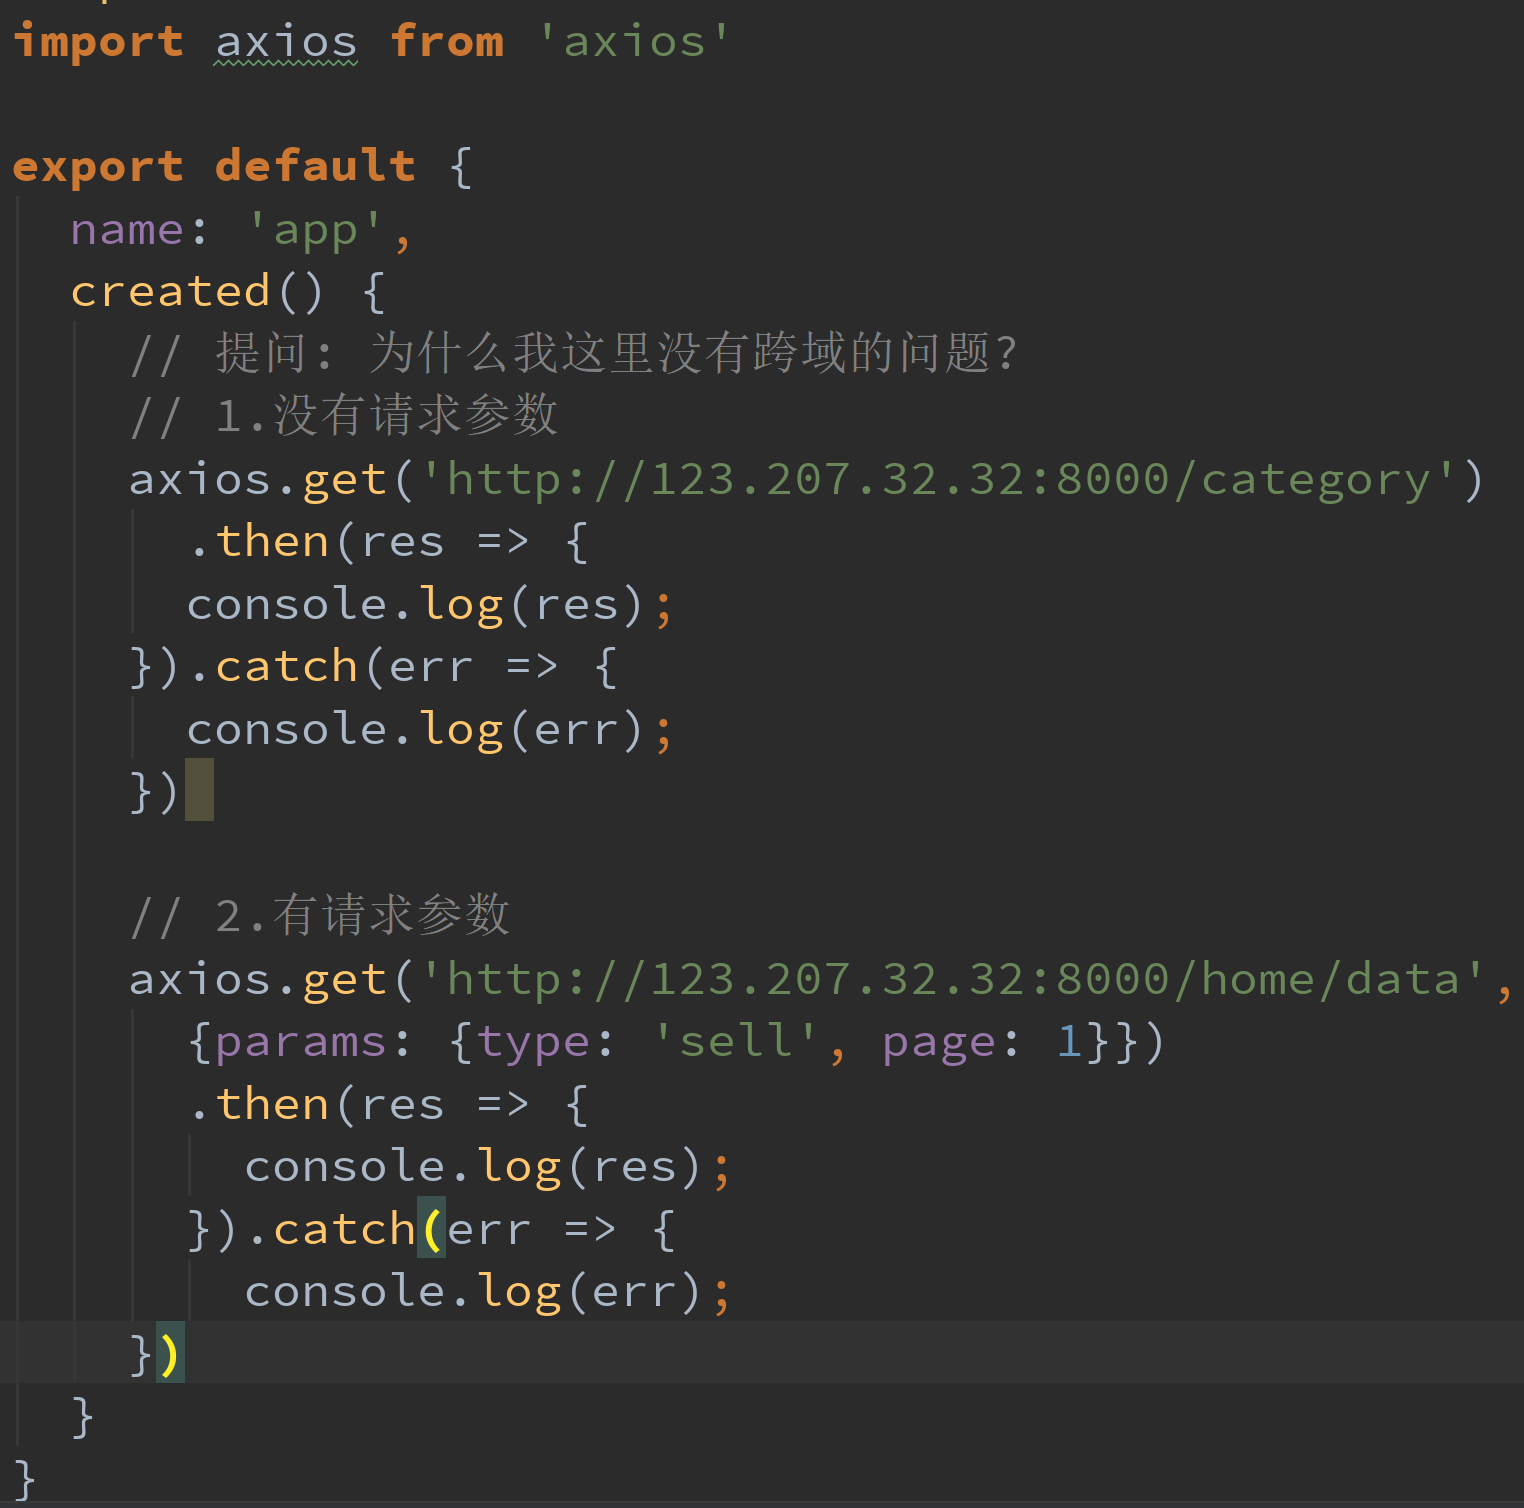 import axios from 'axios'
export default {
name: 'app',
created() {
// 提问: 为什么我这里没有跨域的问题?
// 1.没有请求参数
axios.get('http://123.207.32.32:8000/category')
.then(res => {
console.log(res);
}).catch(err => {
console.log(err);
})
// 2.有请求参数
axios.get('http://123.207.32.32:8000/home/data',
{params: {type: 'sell', page: 1}})
.then(res => {
console.log(res);
}).catch(err => {
console.log(err);
})
}
}